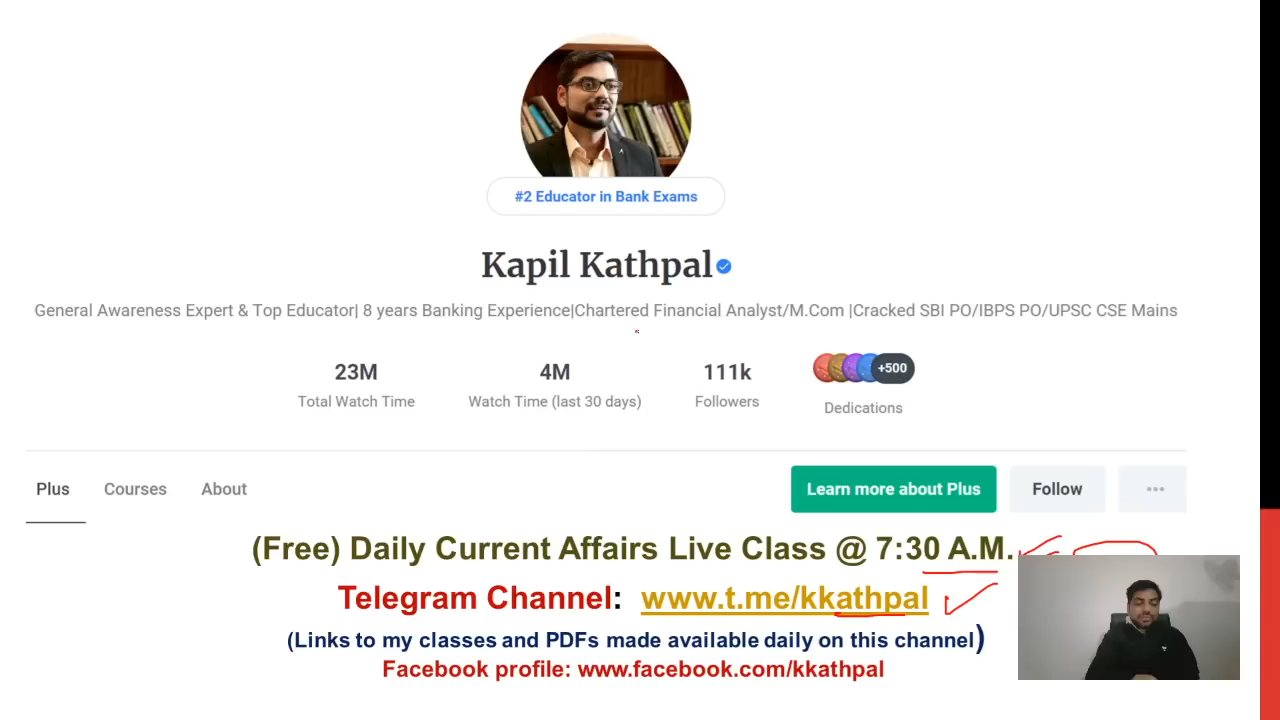 #2 Educator in Bank Exams
Kapil Kathpal
General Awareness Expert & Top Educator| 8 years Banking Experience|Chartered Financial Analyst/M.Com |Cracked SBI PO/IBPS PO/UPSC CSE Mains
23M 4M 111k +500
Total Watch Time Watch Time (last 30 days) Followers Dedications
Plus Courses About Learn more about Plus Follow ...
(Free) Daily Current Affairs Live Class @ 7:30 A.M.
Telegram Channel: www.t.me/kkathpal
(Links to my classes and PDFs made available daily on this channel)
Facebook profile: www.facebook.com/kkathpal